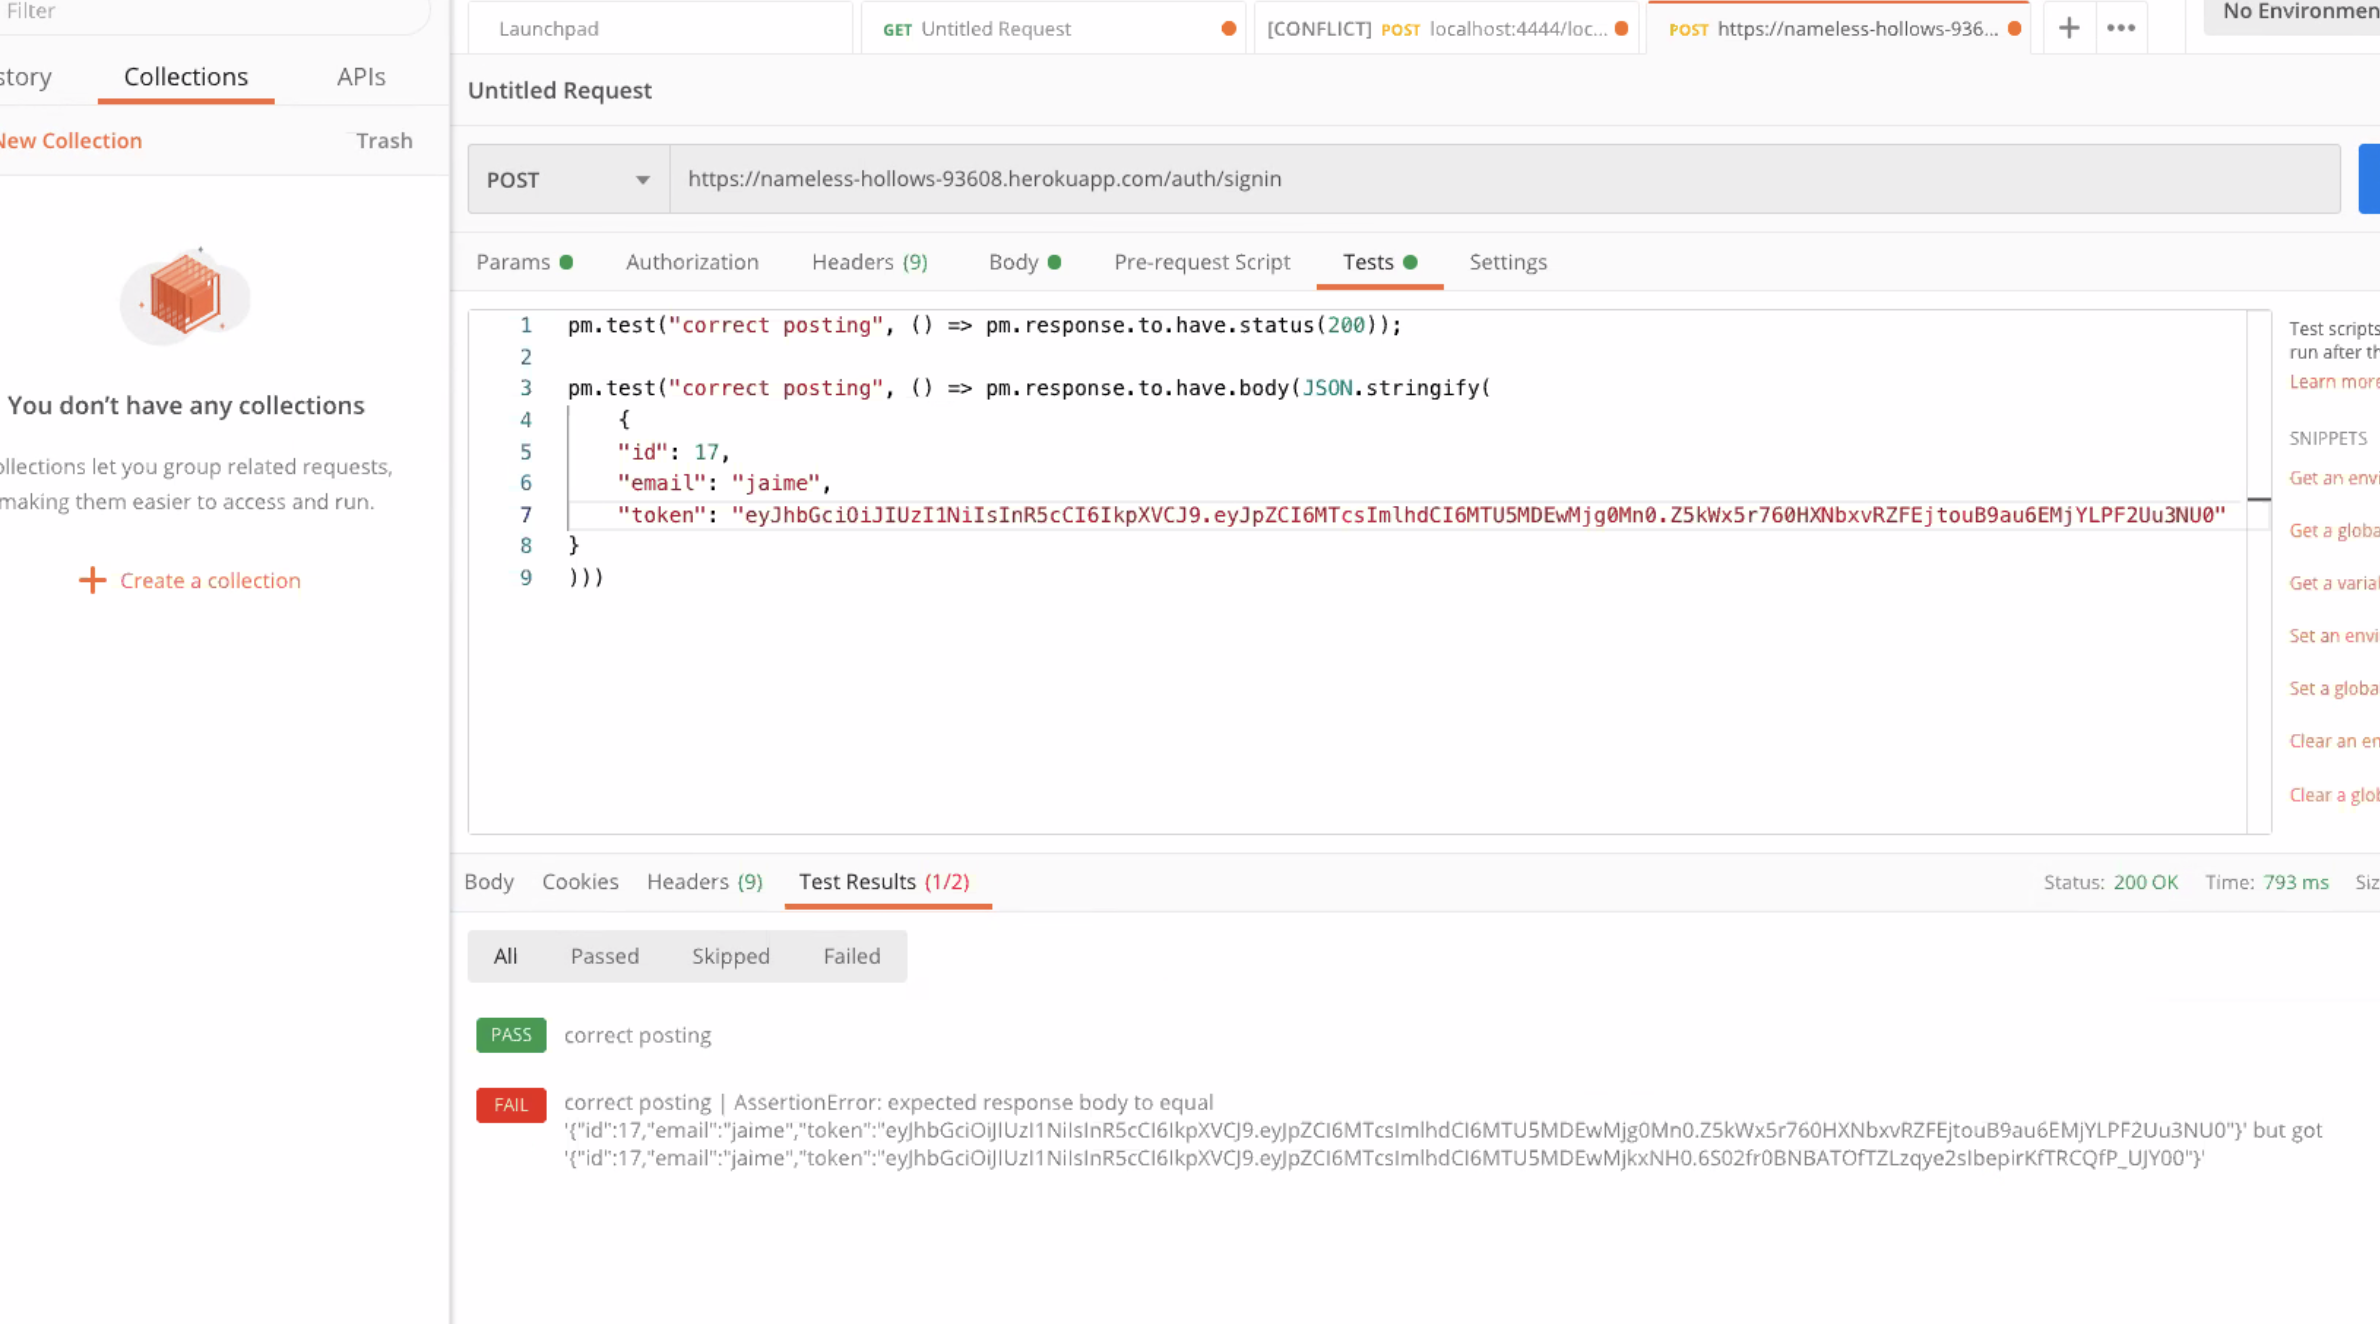 Filter
Launchpad
GET Untitled Request
[CONFLICT] POST localhost:4444/loc...
POST https://nameless-hollows-936...
No Environmen
story
Collections
APIs
New Collection
Trash
You don't have any collections
ollections let you group related requests,
making them easier to access and run.
Create a collection
Untitled Request
POST
https://nameless-hollows-93608.herokuapp.com/auth/signin
Params
Authorization
Headers (9)
Body
Pre-request Script
Tests
Settings
1 pm.test("correct posting", () => pm.response.to.have.status(200));
2
3 pm.test("correct posting", () => pm.response.to.have.body(JSON.stringify(
4 {
5 "id": 17,
6 "email": "jaime",
7 "token": "eyJhbGciOiJIUzI1NiIsInR5cCI6IkpXVCJ9.eyJpZCI6MTcsImlhdCI6MTU5MDEwMjg0Mn0.Z5kWx5r760HXNbxvRZFEjtouB9au6EMjYLPF2Uu3NU0"
8 }
9 )))
Test scripts
run after th
Learn more
SNIPPETS
Get an envi
Get a globa
Get a varial
Set an envi
Set a globa
Clear an en
Clear a glob
Body
Cookies
Headers (9)
Test Results (1/2)
Status: 200 OK
Time: 793 ms
Siz
All
Passed
Skipped
Failed
PASS correct posting
FAIL correct posting | AssertionError: expected response body to equal
'{"id":17,"email":"jaime","token":"eyJhbGciOiJIUzI1NiIsInR5cCI6IkpXVCJ9.eyJpZCI6MTcsImlhdCI6MTU5MDEwMjg0Mn0.Z5kWx5r760HXNbxvRZFEjtouB9au6EMjYLPF2Uu3NU0"}' but got
'{"id":17,"email":"jaime","token":"eyJhbGciOiJIUzI1NiIsInR5cCI6IkpXVCJ9.eyJpZCI6MTcsImlhdCI6MTU5MDEwMjkxNH0.6S02fr0BNBATOfTZLzqye2sIbepirKfTRCQfP_UJY00"}'